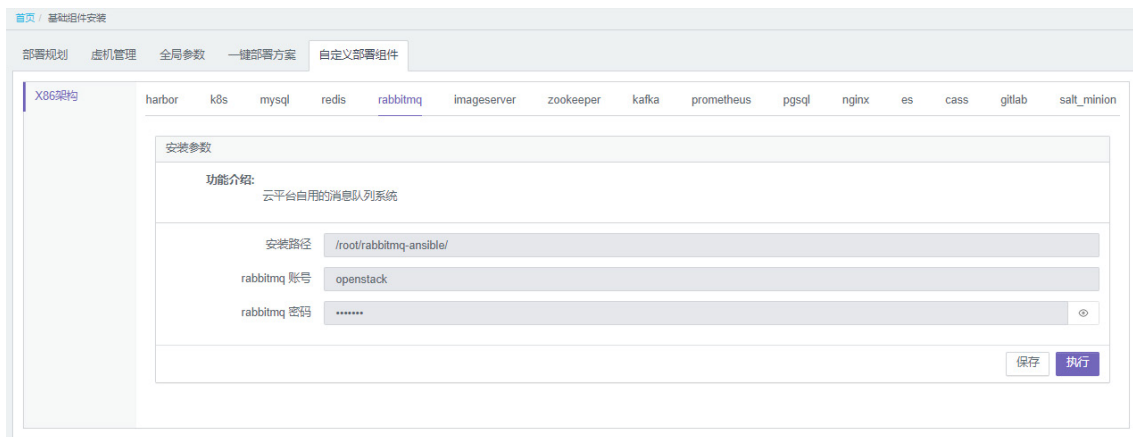 首页 / 基础组件安装
部署规划 虚机管理 全局参数 一键部署方案 自定义部署组件
X86架构
harbor k8s mysql redis rabbitmq imageserver zookeeper kafka prometheus pgsql nginx es cass gitlab salt_minion
安装参数
功能介绍:
云平台自用的消息队列系统
安装路径 /root/rabbitmq-ansible/
rabbitmq 账号 openstack
rabbitmq 密码 •••••••
保存 执行